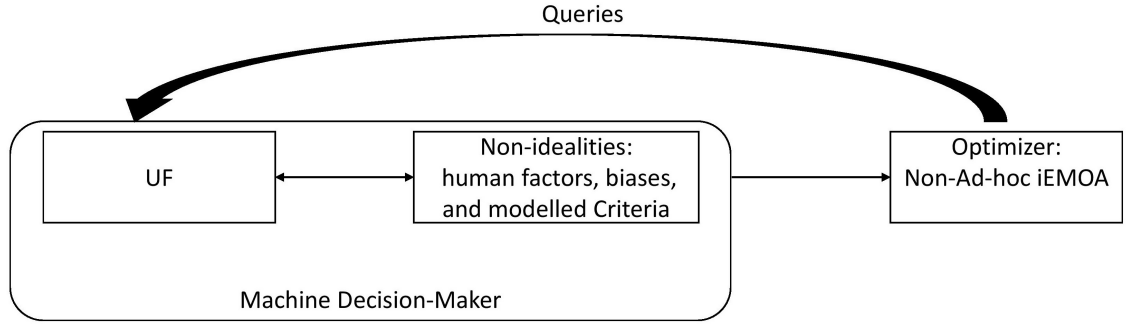 Queries
UF
Non-idealities:
human factors, biases,
and modelled Criteria
Optimizer:
Non-Ad-hoc iEMOA
Machine Decision-Maker